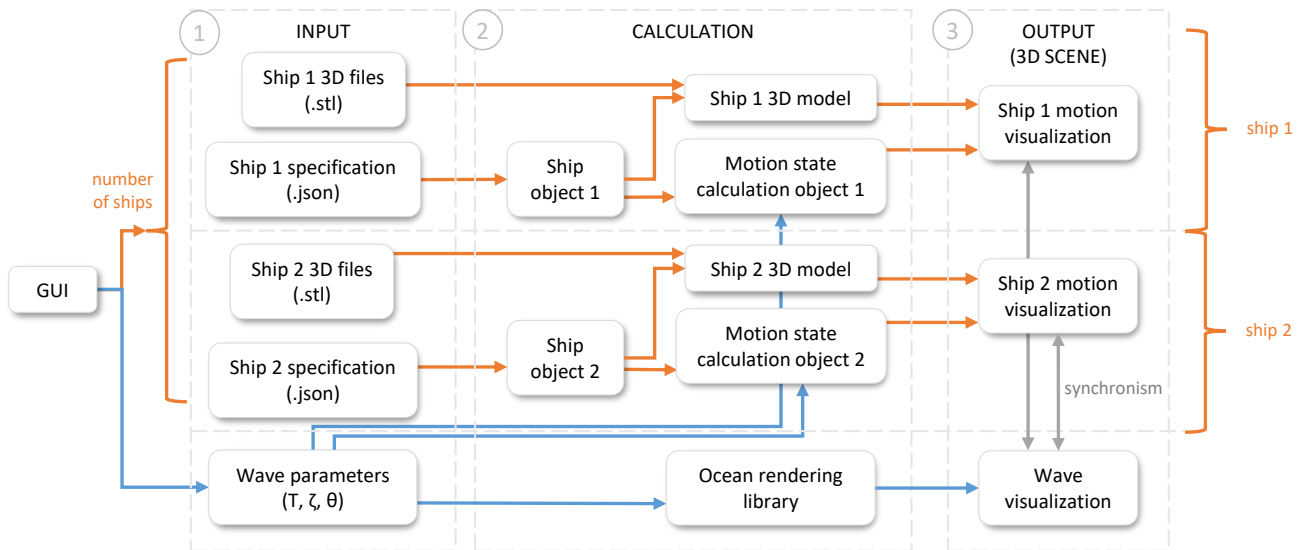 1
INPUT
2
CALCULATION
3
OUTPUT
(3D SCENE)
Ship 1 3D files
(.stl)
Ship 1 3D model
Ship 1 motion
visualization
ship 1
Ship 1 specification
(.json)
Ship
object 1
Motion state
calculation object 1
number
of ships
Ship 2 3D files
(.stl)
Ship 2 3D model
Ship 2 motion
visualization
GUI
ship 2
Ship 2 specification
(.json)
Ship
object 2
Motion state
calculation object 2
synchronism
Wave parameters
(T, ζ, θ)
Ocean rendering
library
Wave
visualization